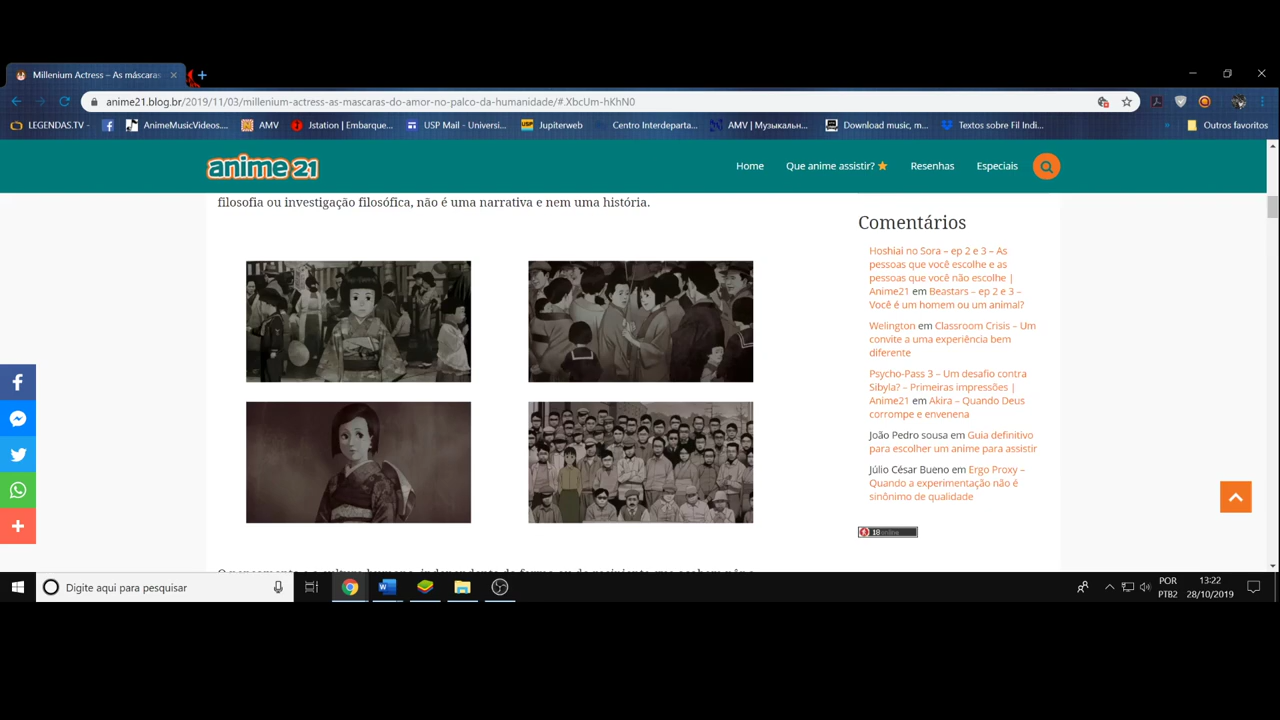 Millenium Actress – As máscaras
anime21.blog.br/2019/11/03/millenium-actress-as-mascaras-do-amor-no-palco-da-humanidade/#.XbcUm-hKhN0
LEGENDAS.TV - AnimeMusicVideos.... AMV Jstation | Embarque... USP Mail - Universi... Jupiterweb Centro Interdeparta... AMV | Музыкальн... Download music, m... Textos sobre Fil Indi... » Outros favoritos
anime 21
Home Que anime assistir? Resenhas Especiais
filosofia ou investigação filosófica, não é uma narrativa e nem uma história.
Comentários
Hoshiai no Sora – ep 2 e 3 – As
pessoas que você escolhe e as
pessoas que você não escolhe |
Anime21 em Beastars – ep 2 e 3 –
Você é um homem ou um animal?
Welington em Classroom Crisis – Um
convite a uma experiência bem
diferente
Psycho-Pass 3 – Um desafio contra
Sibyla? – Primeiras impressões |
Anime21 em Akira – Quando Deus
corrompe e envenena
João Pedro sousa em Guia definitivo
para escolher um anime para assistir
Júlio César Bueno em Ergo Proxy –
Quando a experimentação não é
sinônimo de qualidade
18 online
Digite aqui para pesquisar
POR
PTB2
13:22
28/10/2019